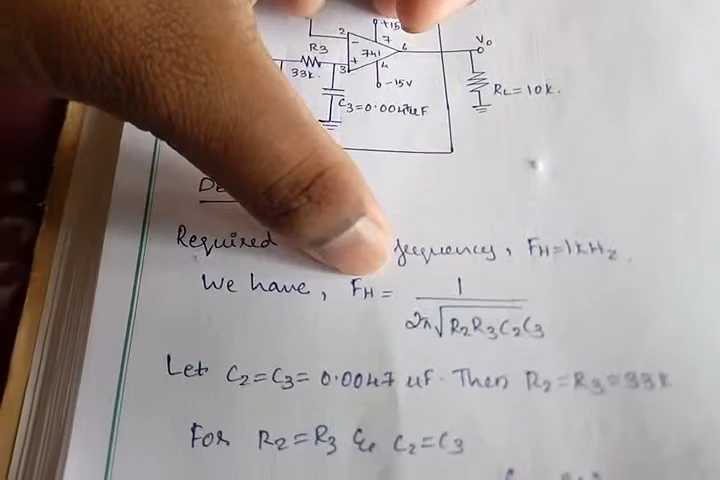 +15
2
7
6
Vo
R3
-
741
+
33k.
3
4
-15V
RL=10k.
C3=0.0047uF
DE
Required frequency, FH=1kHz.
We have, FH = 1
2π√R2R3C2C3
Let C2=C3= 0.0047 uf. Then R2=R3=33k
For R2=R3 & C2=C3